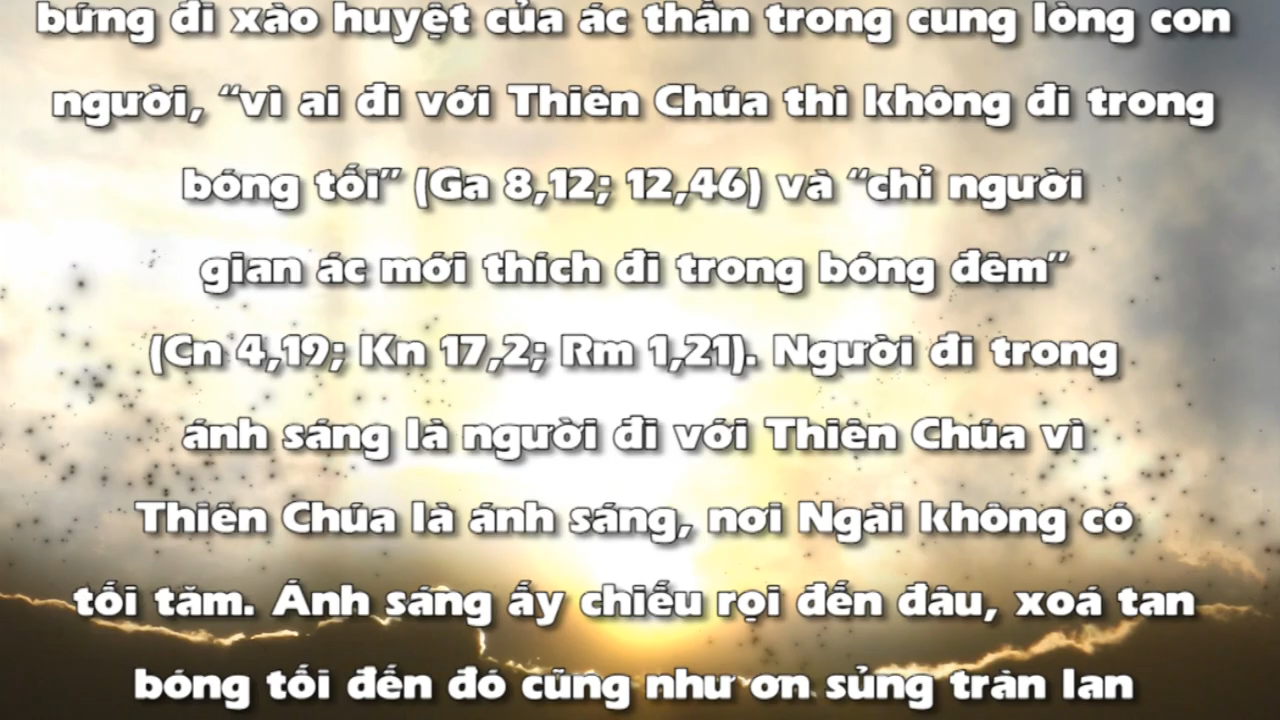 bứng đi xào huyệt của ác thần trong cung lòng con
người, “vì ai đi với Thiên Chúa thì không đi trong
bóng tối” (Ga 8,12; 12,46) và “chỉ người
gian ác mới thích đi trong bóng đêm”
(Cn 4,19; Kn 17,2; Rm 1,21). Người đi trong
ánh sáng là người đi với Thiên Chúa vì
Thiên Chúa là ánh sáng, nơi Ngài không có
tối tăm. Ánh sáng ấy chiếu rọi đến đâu, xoá tan
bóng tối đến đó cũng như ơn sủng tràn lan